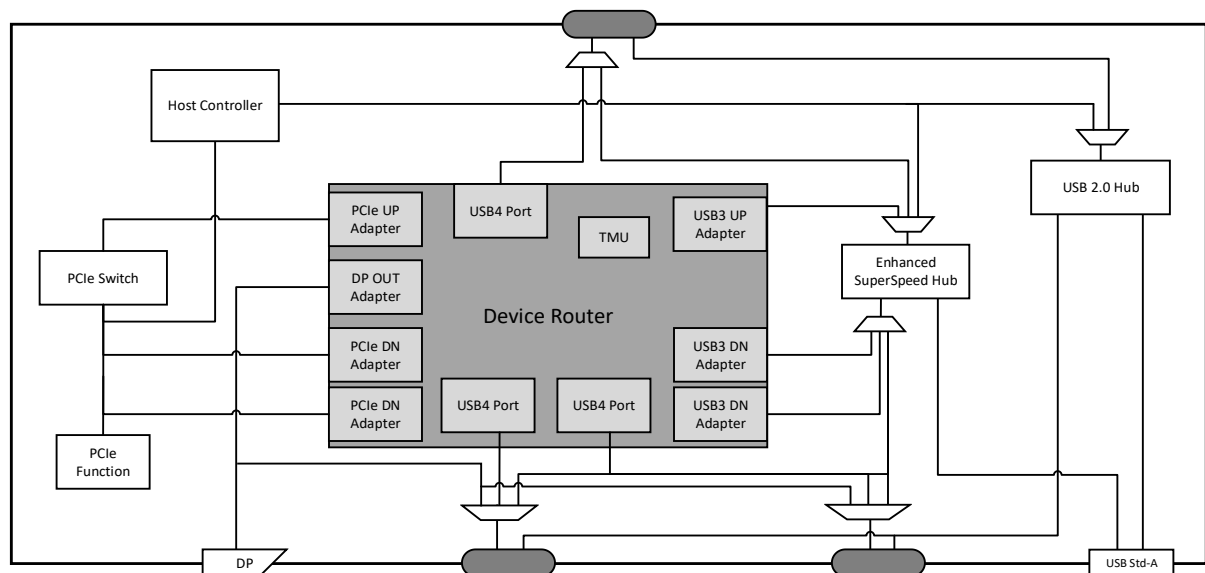 Host Controller
USB 2.0 Hub
PCIe UP
Adapter
USB4 Port
TMU
USB3 UP
Adapter
PCIe Switch
DP OUT
Adapter
Enhanced
SuperSpeed Hub
Device Router
PCIe DN
Adapter
USB3 DN
Adapter
PCIe DN
Adapter
USB4 Port
USB4 Port
USB3 DN
Adapter
PCIe
Function
DP
USB Std-A